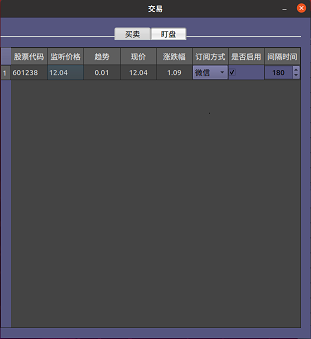 交易
买卖 盯盘
股票代码 监听价格 趋势 现价 涨跌幅 订阅方式 是否启用 间隔时间
1 601238 12.04 0.01 12.04 1.09 微信 ✓ 180